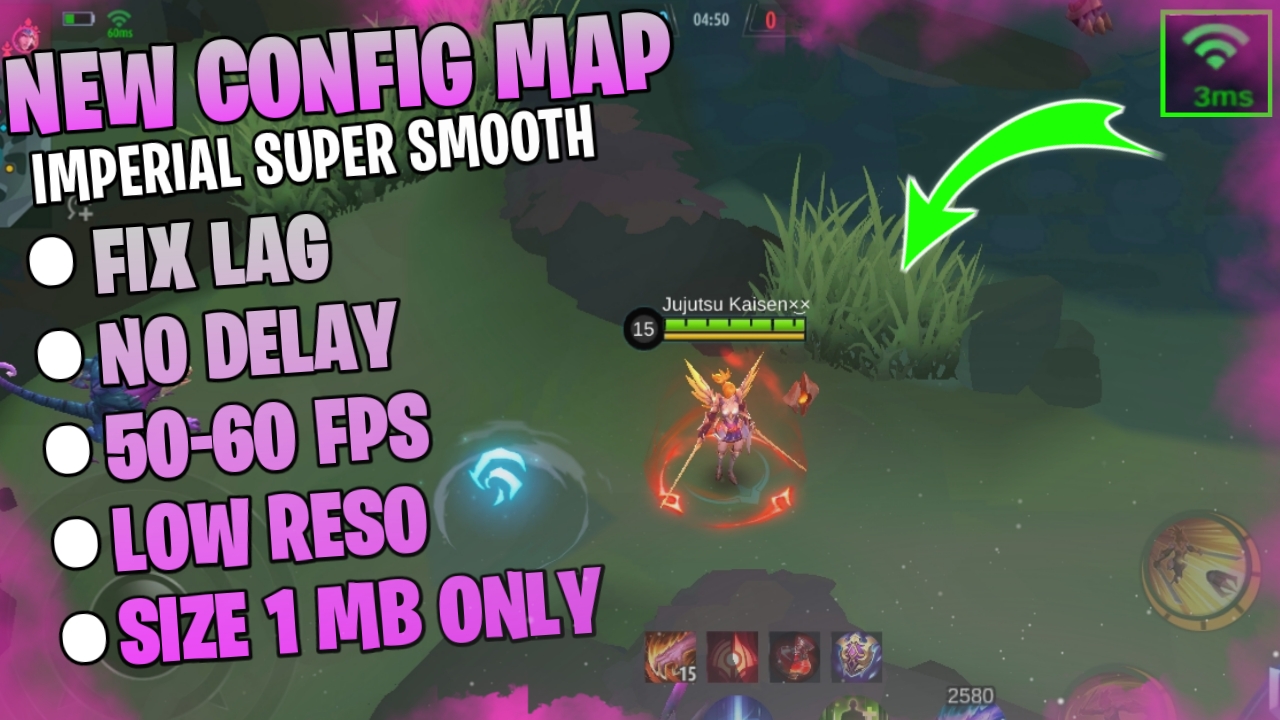 60ms
04:50
0
3ms
NEW CONFIG MAP
IMPERIAL SUPER SMOOTH
FIX LAG
NO DELAY
50-60 FPS
LOW RESO
SIZE 1 MB ONLY
Jujutsu Kaisen××
15
15
2580